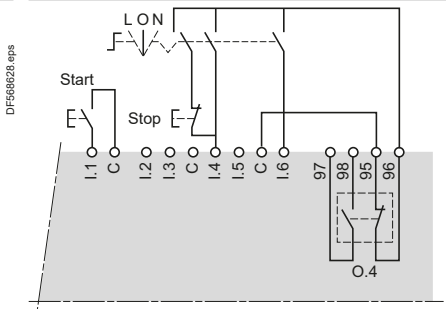 DF568628.eps
L O N
Start
Stop
I.1 C I.2 I.3 C I.4 I.5 C I.6 97 98 95 96
O.4